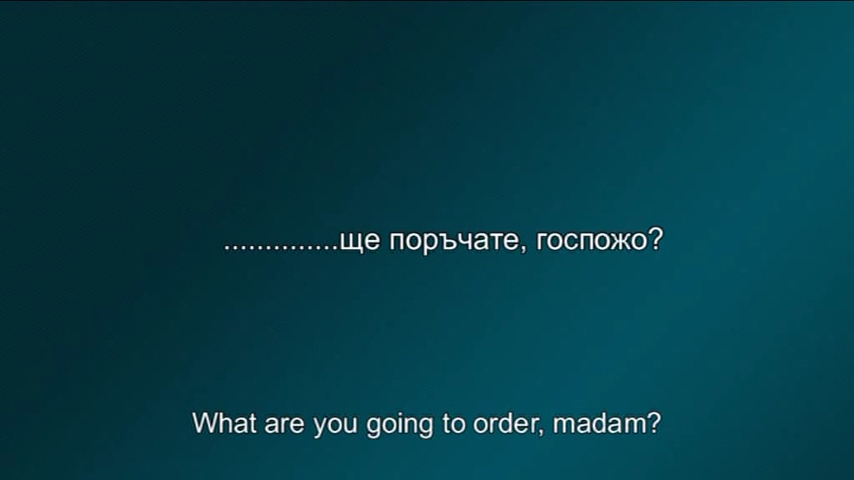 ..............ще поръчате, госпожо?
What are you going to order, madam?